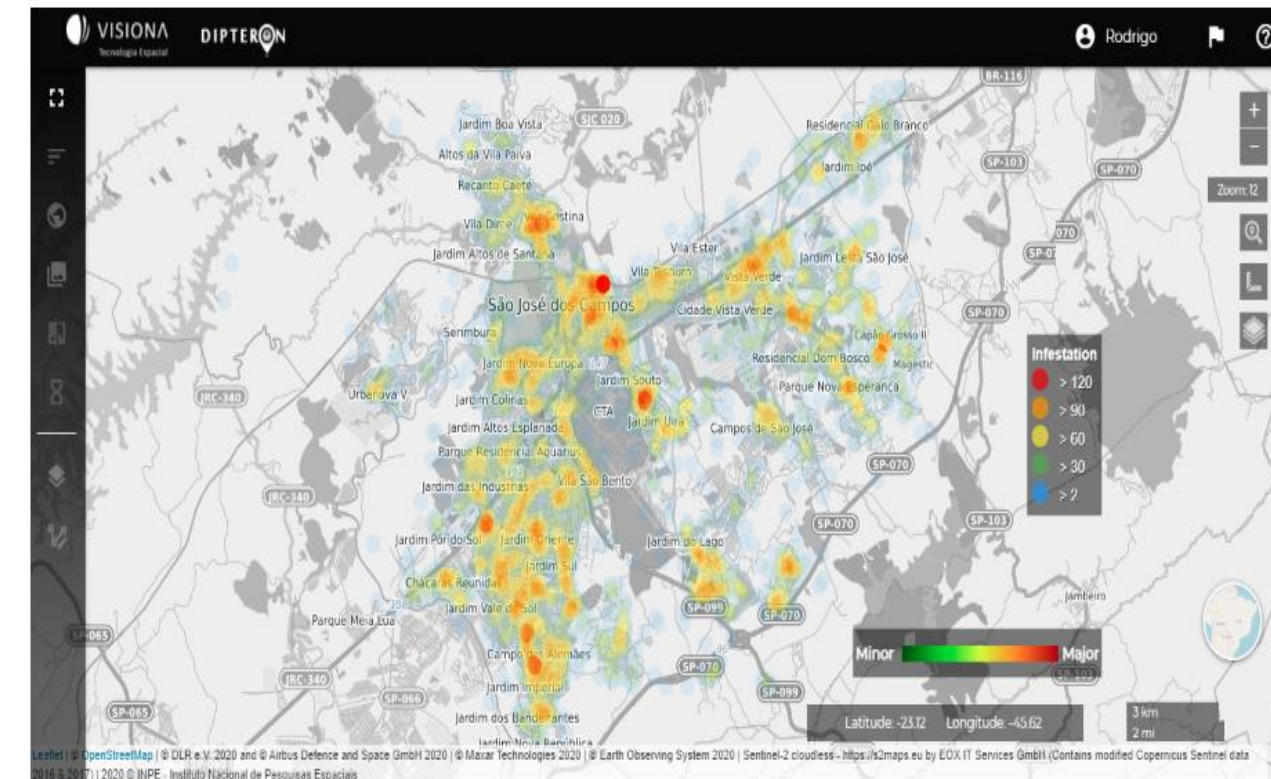 VISIONA
Tecnologia Espacial
DIPTERON
Rodrigo
BR-116
Jardim Boa Vista
SJC 020
Residencial Galo Branco
Altos da Vila Paiva
SP-103
SP-070
Jardim Ipê
Recanto Caetê
Zoom: 12
Vila Dirce
Jardim Altos de Santana
Vila Ester
070
Vila Tesouro
Vista Verde
Jardim Leila São José
São José dos Campos
Cidade Vista Verde
SP-070
Serimbura
Capão Grosso II
Infestation
Jardim Nova Europa
147
Residencial Dom Bosco
Majestic
> 120
Jardim Souto
Parque Nova Esperança
Urbanova V
JRC-340
Jardim Colinas
CTA
> 90
Jardim Uirá
Campos de São José
Jardim Altos Esplanada
> 60
Parque Residencial Aquarius
SP-070
> 30
Jardim das Indústrias
Vila São Bento
JRC-340
> 2
SP-070
SP-103
Jardim Pôr do Sol
Jardim Oriente
Jardim do Lago
Jardim Sul
Chácaras Reunidas
Jambeiro
Jardim Vale do Sol
SP-099
SP-070
Parque Meia Lua
SP-065
Campo dos Alemães
Minor
Major
SP-070
JRC-340
SP-103
Jardim Imperial
SP-066
SP-099
SP-065
Jardim dos Bandeirantes
Latitude: -23.12 Longitude: -45.62
3 km
2 mi
Jardim Nova República
Leaflet | © OpenStreetMap | © DLR e.V. 2020 and © Airbus Defence and Space GmbH 2020 | © Maxar Technologies 2020 | © Earth Observing System 2020 | Sentinel-2 cloudless - https://s2maps.eu by EOX IT Services GmbH (Contains modified Copernicus Sentinel data
2016 & 2017) | 2020 © INPE - Instituto Nacional de Pesquisas Espaciais